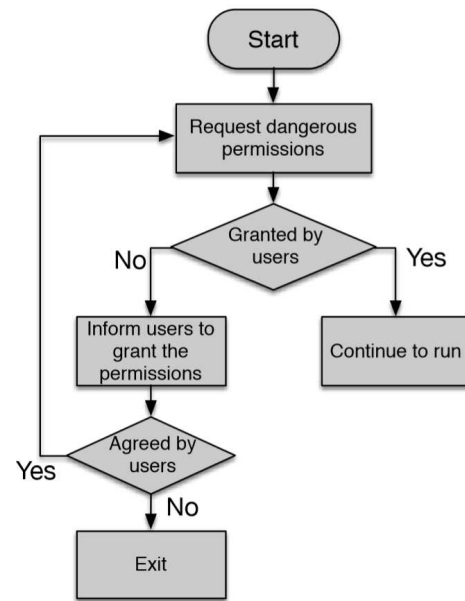 Start
Request dangerous
permissions
Granted by
users
No
Yes
Inform users to
grant the
permissions
Continue to run
Agreed by
users
Yes
No
Exit